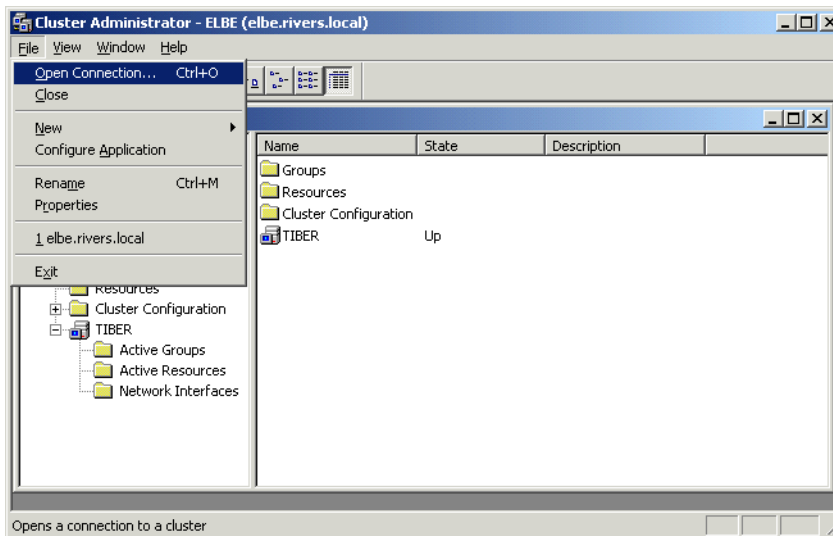 Cluster Administrator - ELBE (elbe.rivers.local)
File View Window Help
Open Connection... Ctrl+O
Close
New
Configure Application
Rename Ctrl+M
Properties
1 elbe.rivers.local
Exit
Name State Description
Groups
Resources
Cluster Configuration
TIBER Up
Resources
Cluster Configuration
TIBER
Active Groups
Active Resources
Network Interfaces
Opens a connection to a cluster